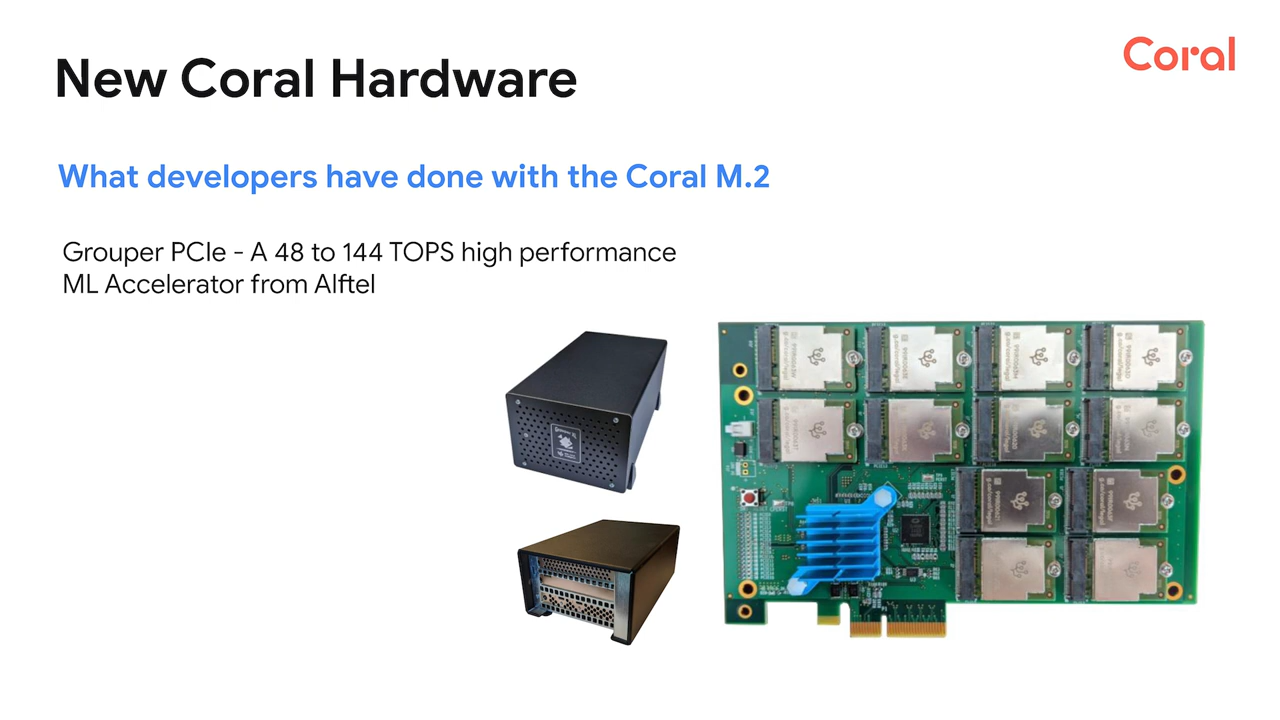 New Coral Hardware
Coral
What developers have done with the Coral M.2
Grouper PCIe - A 48 to 144 TOPS high performance
ML Accelerator from Alftel